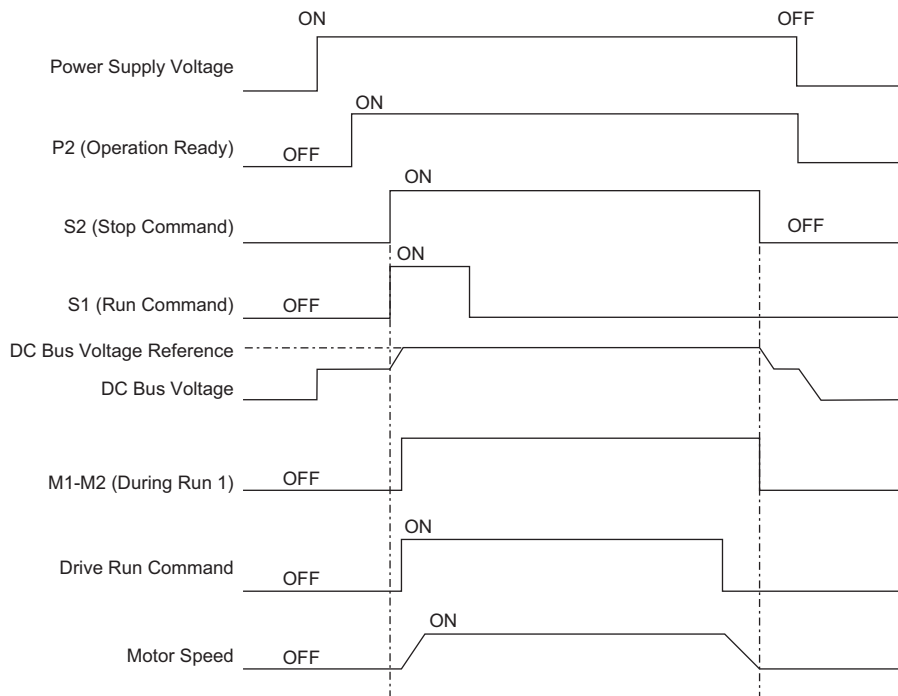 ON
OFF
Power Supply Voltage
ON
P2 (Operation Ready)
OFF
ON
S2 (Stop Command)
OFF
ON
S1 (Run Command)
OFF
DC Bus Voltage Reference
DC Bus Voltage
M1-M2 (During Run 1)
OFF
ON
Drive Run Command
OFF
ON
Motor Speed
OFF